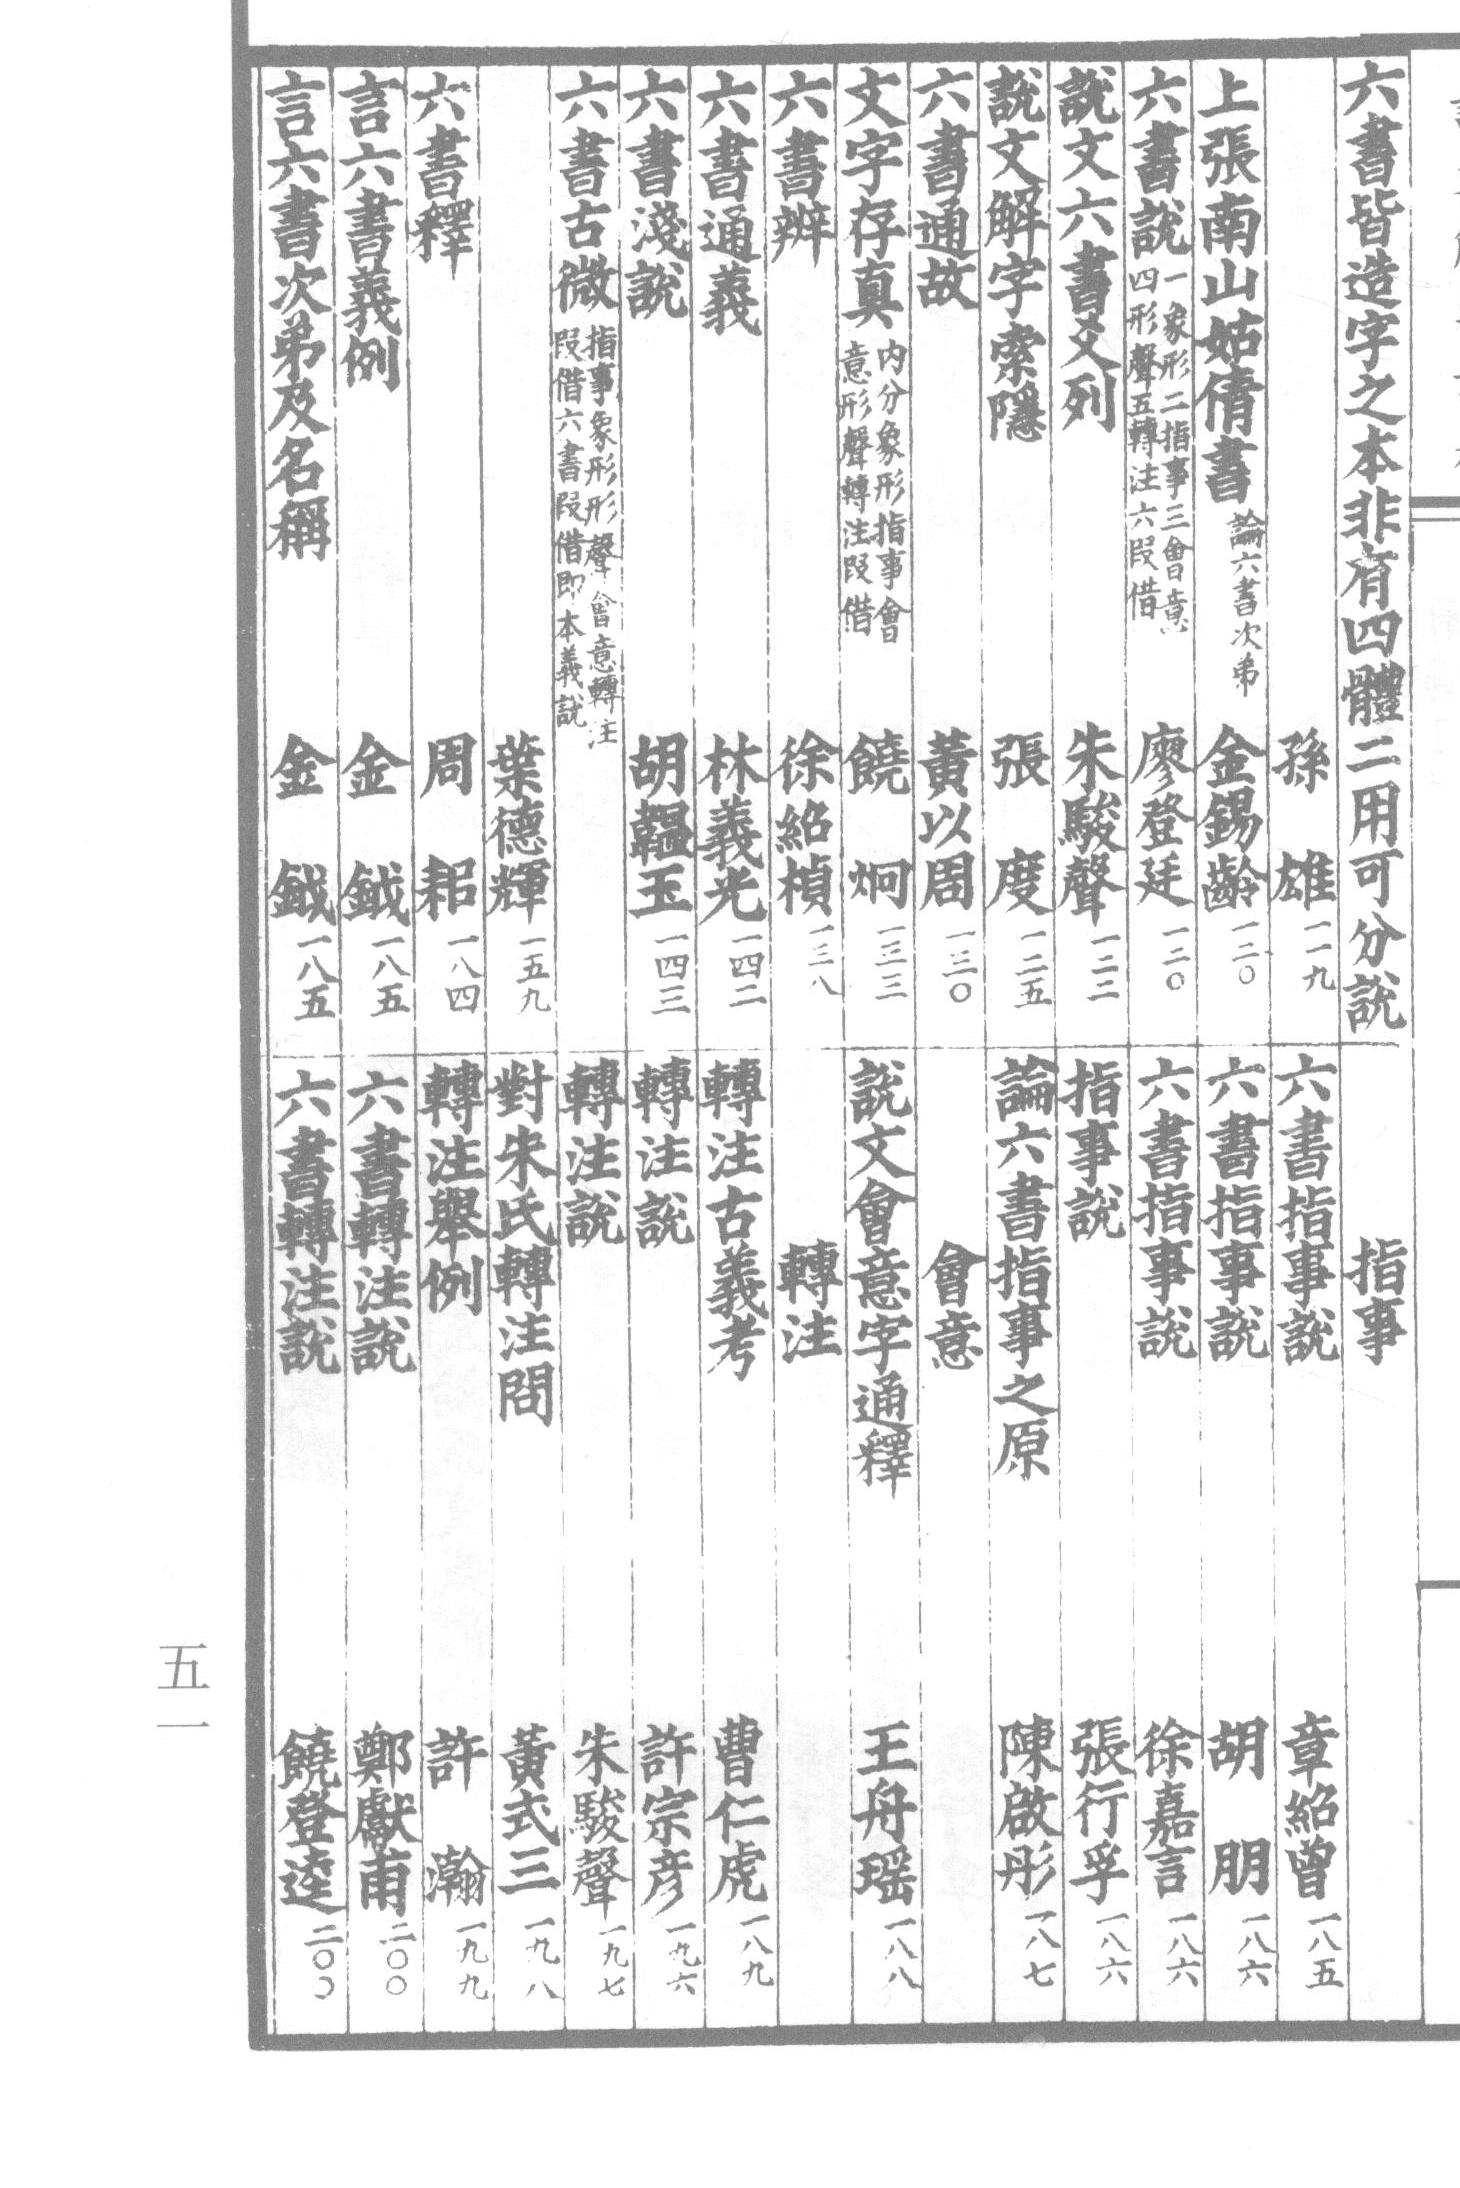 六書皆造字之本非有四體二用可分說
孫　雄　一一九
上張南山姑倩書　論六書次弟　金錫齡　一二〇
六書說　一象形二指事三會意四形聲五轉注六叚借　廖登廷　一二〇
說文六書爻列　朱駿聲　一二二
說文解字索隱　張　度　一二五
六書通故　黃以周　一三〇
文字存真　內分象形指事會意形聲轉注叚借　饒　炯　一三三
六書辨　徐紹楨　一三八
六書通義　林義光　一四二
六書淺說　胡韞玉　一四三
六書古微　指事象形形聲會意轉注叚借六書叚借即本義說
葉德輝　一五九
六書釋　周　耜　一八四
言六書義例　金　鉞　一八五
言六書次弟及名稱　金　鉞　一八五
指事
六書指事說　章紹曾　一八五
六書指事說　胡　朋　一八六
六書指事說　徐嘉言　一八六
指事說　張行孚　一八六
論六書指事之原　陳啟彤　一八七
會意
說文會意字通釋　王舟瑶　一八八
轉注
轉注古義考　曹仁虎　一八九
轉注說　許宗彥　一九六
轉注說　朱駿聲　一九七
對朱氏轉注問　黃式三　一九八
轉注舉例　許　瀚　一九九
六書轉注說　鄭獻甫　二〇〇
六書轉注說　饒登逵　二〇〇
五一